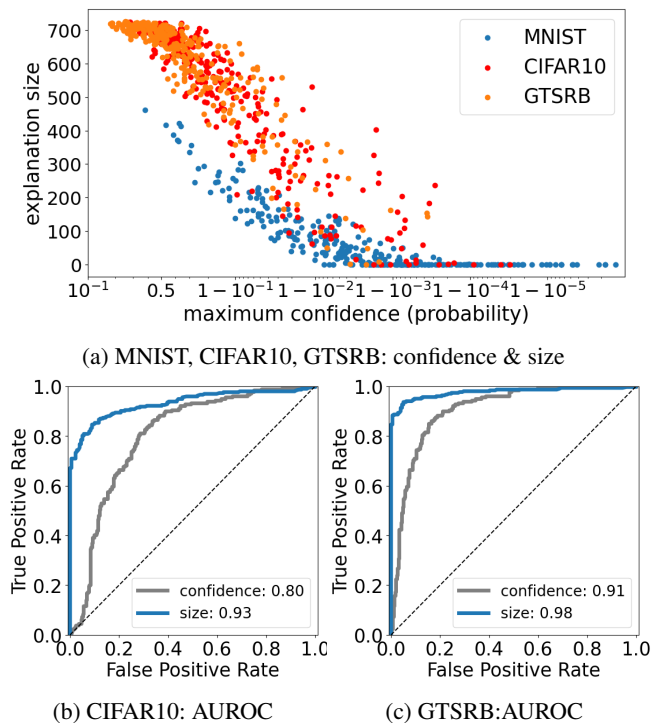 700
600
500
400
300
200
100
0
explanation size
MNIST
CIFAR10
GTSRB
10⁻¹ 0.5 1−10⁻¹ 1−10⁻² 1−10⁻³ 1−10⁻⁴ 1−10⁻⁵
maximum confidence (probability)
(a) MNIST, CIFAR10, GTSRB: confidence & size
1.0
0.8
0.6
0.4
0.2
0.0
True Positive Rate
confidence: 0.80
size: 0.93
0.0 0.2 0.4 0.6 0.8 1.0
False Positive Rate
(b) CIFAR10: AUROC
1.0
0.8
0.6
0.4
0.2
0.0
True Positive Rate
confidence: 0.91
size: 0.98
0.0 0.2 0.4 0.6 0.8 1.0
False Positive Rate
(c) GTSRB:AUROC